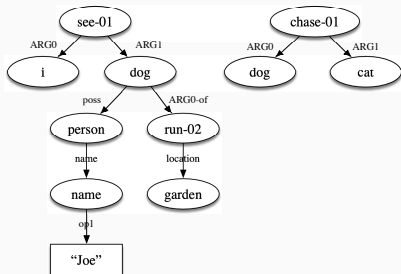 see-01 chase-01
ARG0 ARG1 ARG0 ARG1
i dog dog cat
poss ARG0-of
person run-02
name location
name garden
op1
“Joe”